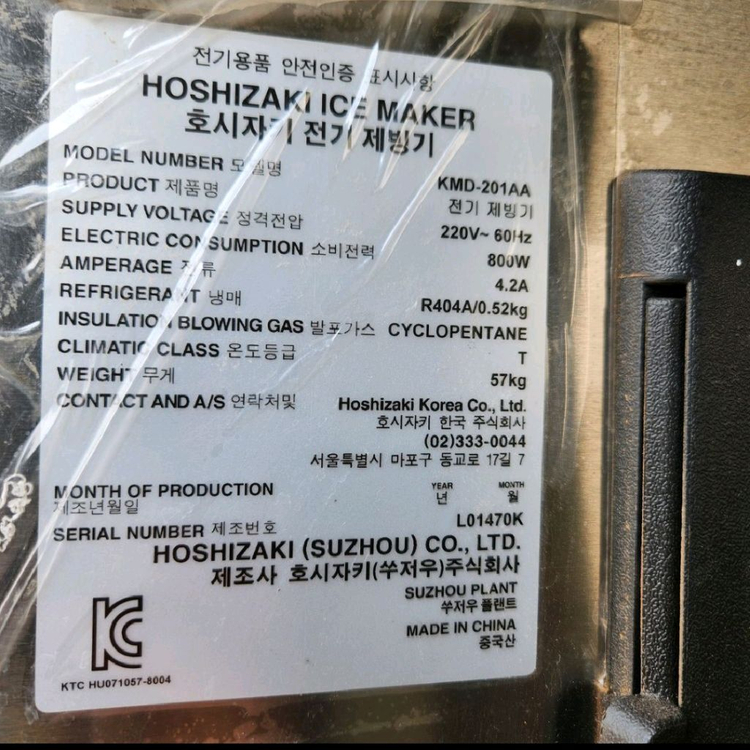 전기용품 안전인증 표시사항
HOSHIZAKI ICE MAKER
호시자키 전기 제빙기
MODEL NUMBER 모델명 KMD-201AA
PRODUCT 제품명 전기 제빙기
SUPPLY VOLTAGE 정격전압 220V~ 60Hz
ELECTRIC CONSUMPTION 소비전력 800W
AMPERAGE 전류 4.2A
REFRIGERANT 냉매 R404A/0.52kg
INSULATION BLOWING GAS 발포가스 CYCLOPENTANE
CLIMATIC CLASS 온도등급 T
WEIGHT 무게 57kg
CONTACT AND A/S 연락처및 Hoshizaki Korea Co., Ltd.
호시자키 한국 주식회사
(02)333-0044
서울특별시 마포구 동교로 17길 7
MONTH OF PRODUCTION YEAR MONTH
제조년월일 년 월
SERIAL NUMBER 제조번호 L01470K
HOSHIZAKI (SUZHOU) CO., LTD.
제조사 호시자키(쑤저우)주식회사
SUZHOU PLANT
쑤저우 플랜트
MADE IN CHINA
중국산
KTC HU071057-8004